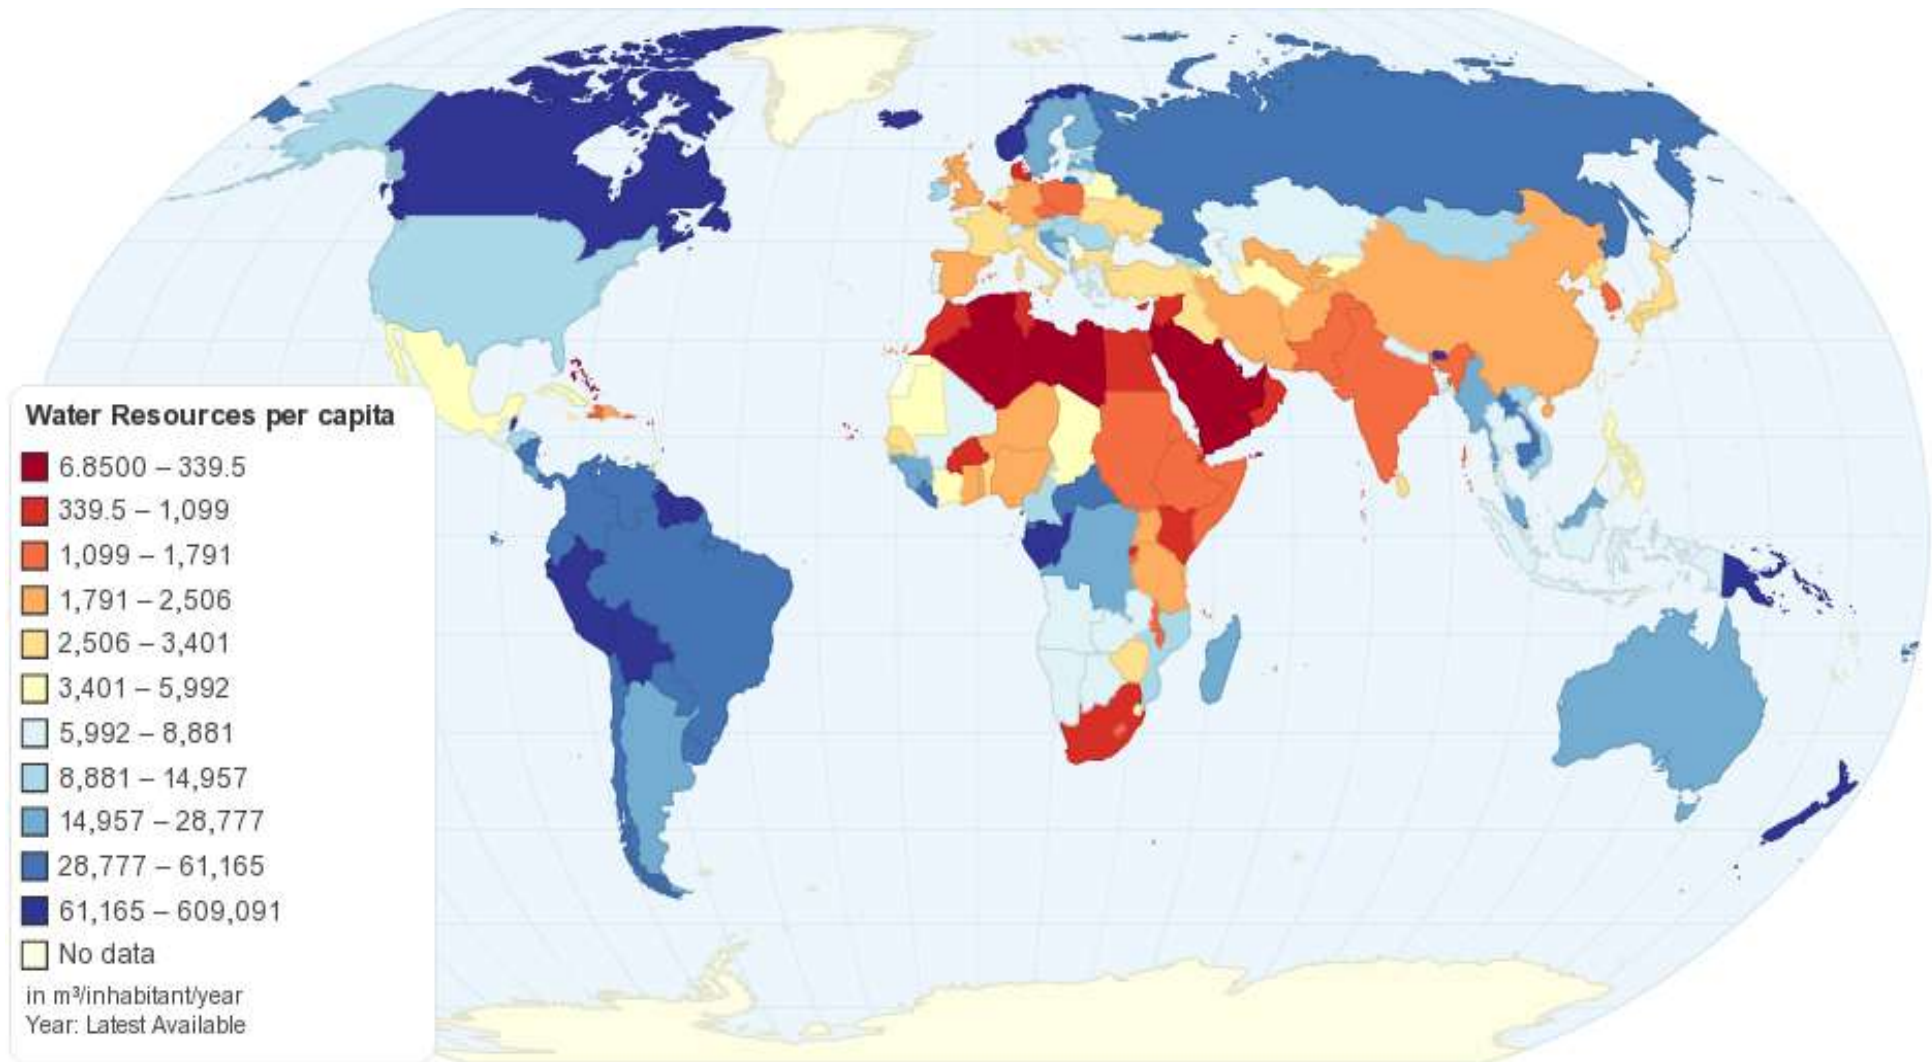 Water Resources per capita
6.8500 – 339.5
339.5 – 1,099
1,099 – 1,791
1,791 – 2,506
2,506 – 3,401
3,401 – 5,992
5,992 – 8,881
8,881 – 14,957
14,957 – 28,777
28,777 – 61,165
61,165 – 609,091
No data
in m³/inhabitant/year
Year: Latest Available